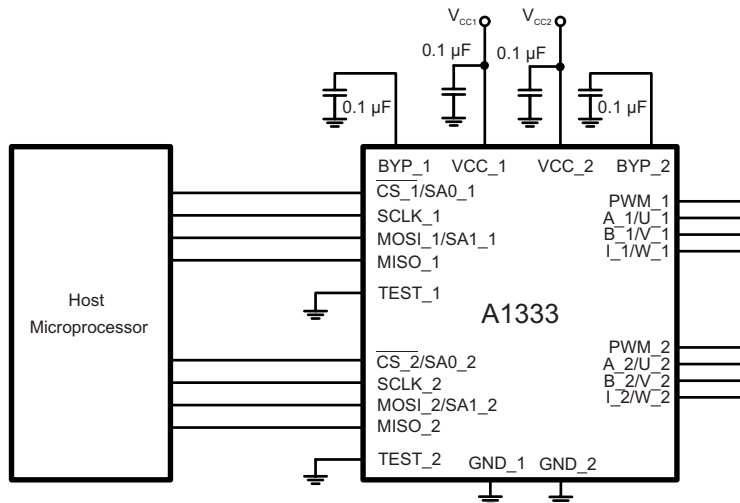 VCC1
VCC2
0.1 µF
0.1 µF
0.1 µF
0.1 µF
BYP_1
VCC_1
VCC_2
BYP_2
CS_1/SA0_1
SCLK_1
MOSI_1/SA1_1
MISO_1
TEST_1
PWM_1
A_1/U_1
B_1/V_1
I_1/W_1
Host
Microprocessor
A1333
CS_2/SA0_2
SCLK_2
MOSI_2/SA1_2
MISO_2
TEST_2
PWM_2
A_2/U_2
B_2/V_2
I_2/W_2
GND_1
GND_2